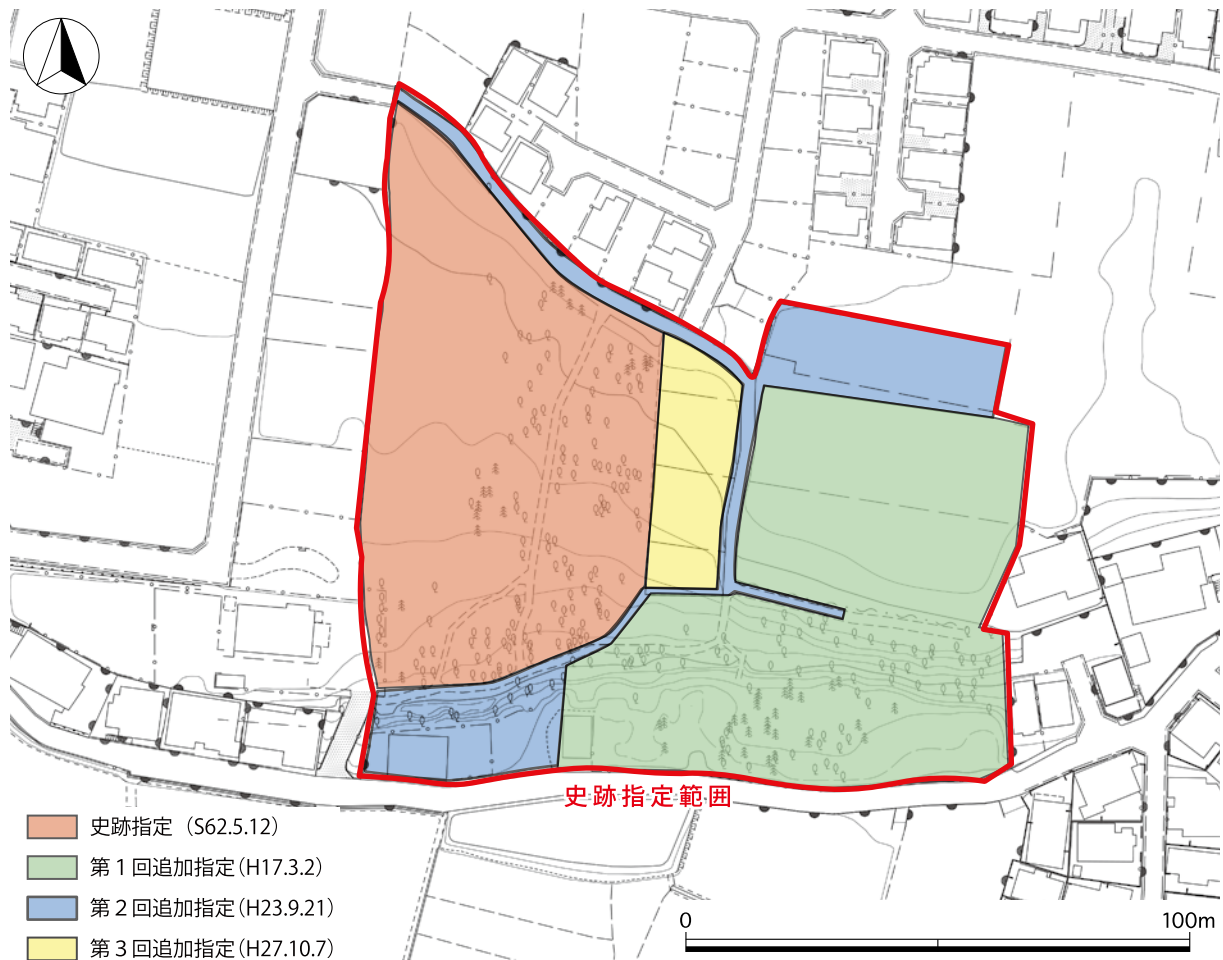 史跡指定範囲
史跡指定（S62.5.12）
第１回追加指定（H17.3.2）
第２回追加指定（H23.9.21）
第３回追加指定（H27.10.7）
0 100m